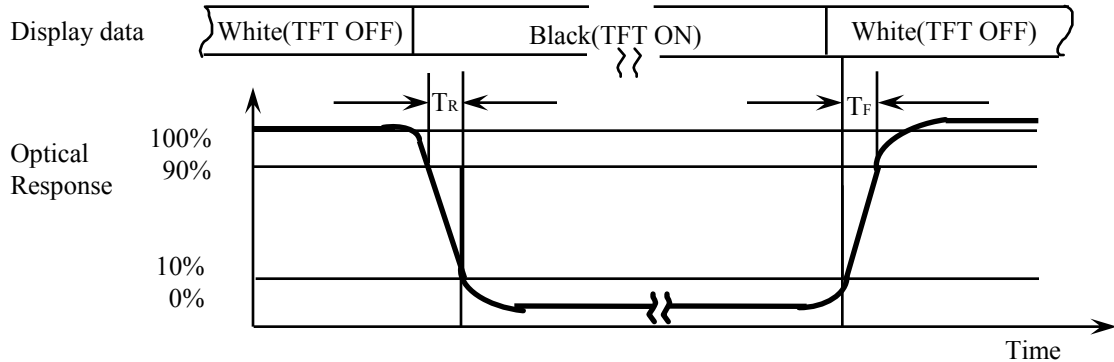 Display data
White(TFT OFF)
Black(TFT ON)
White(TFT OFF)
TR
TF
100%
Optical
Response
90%
10%
0%
Time